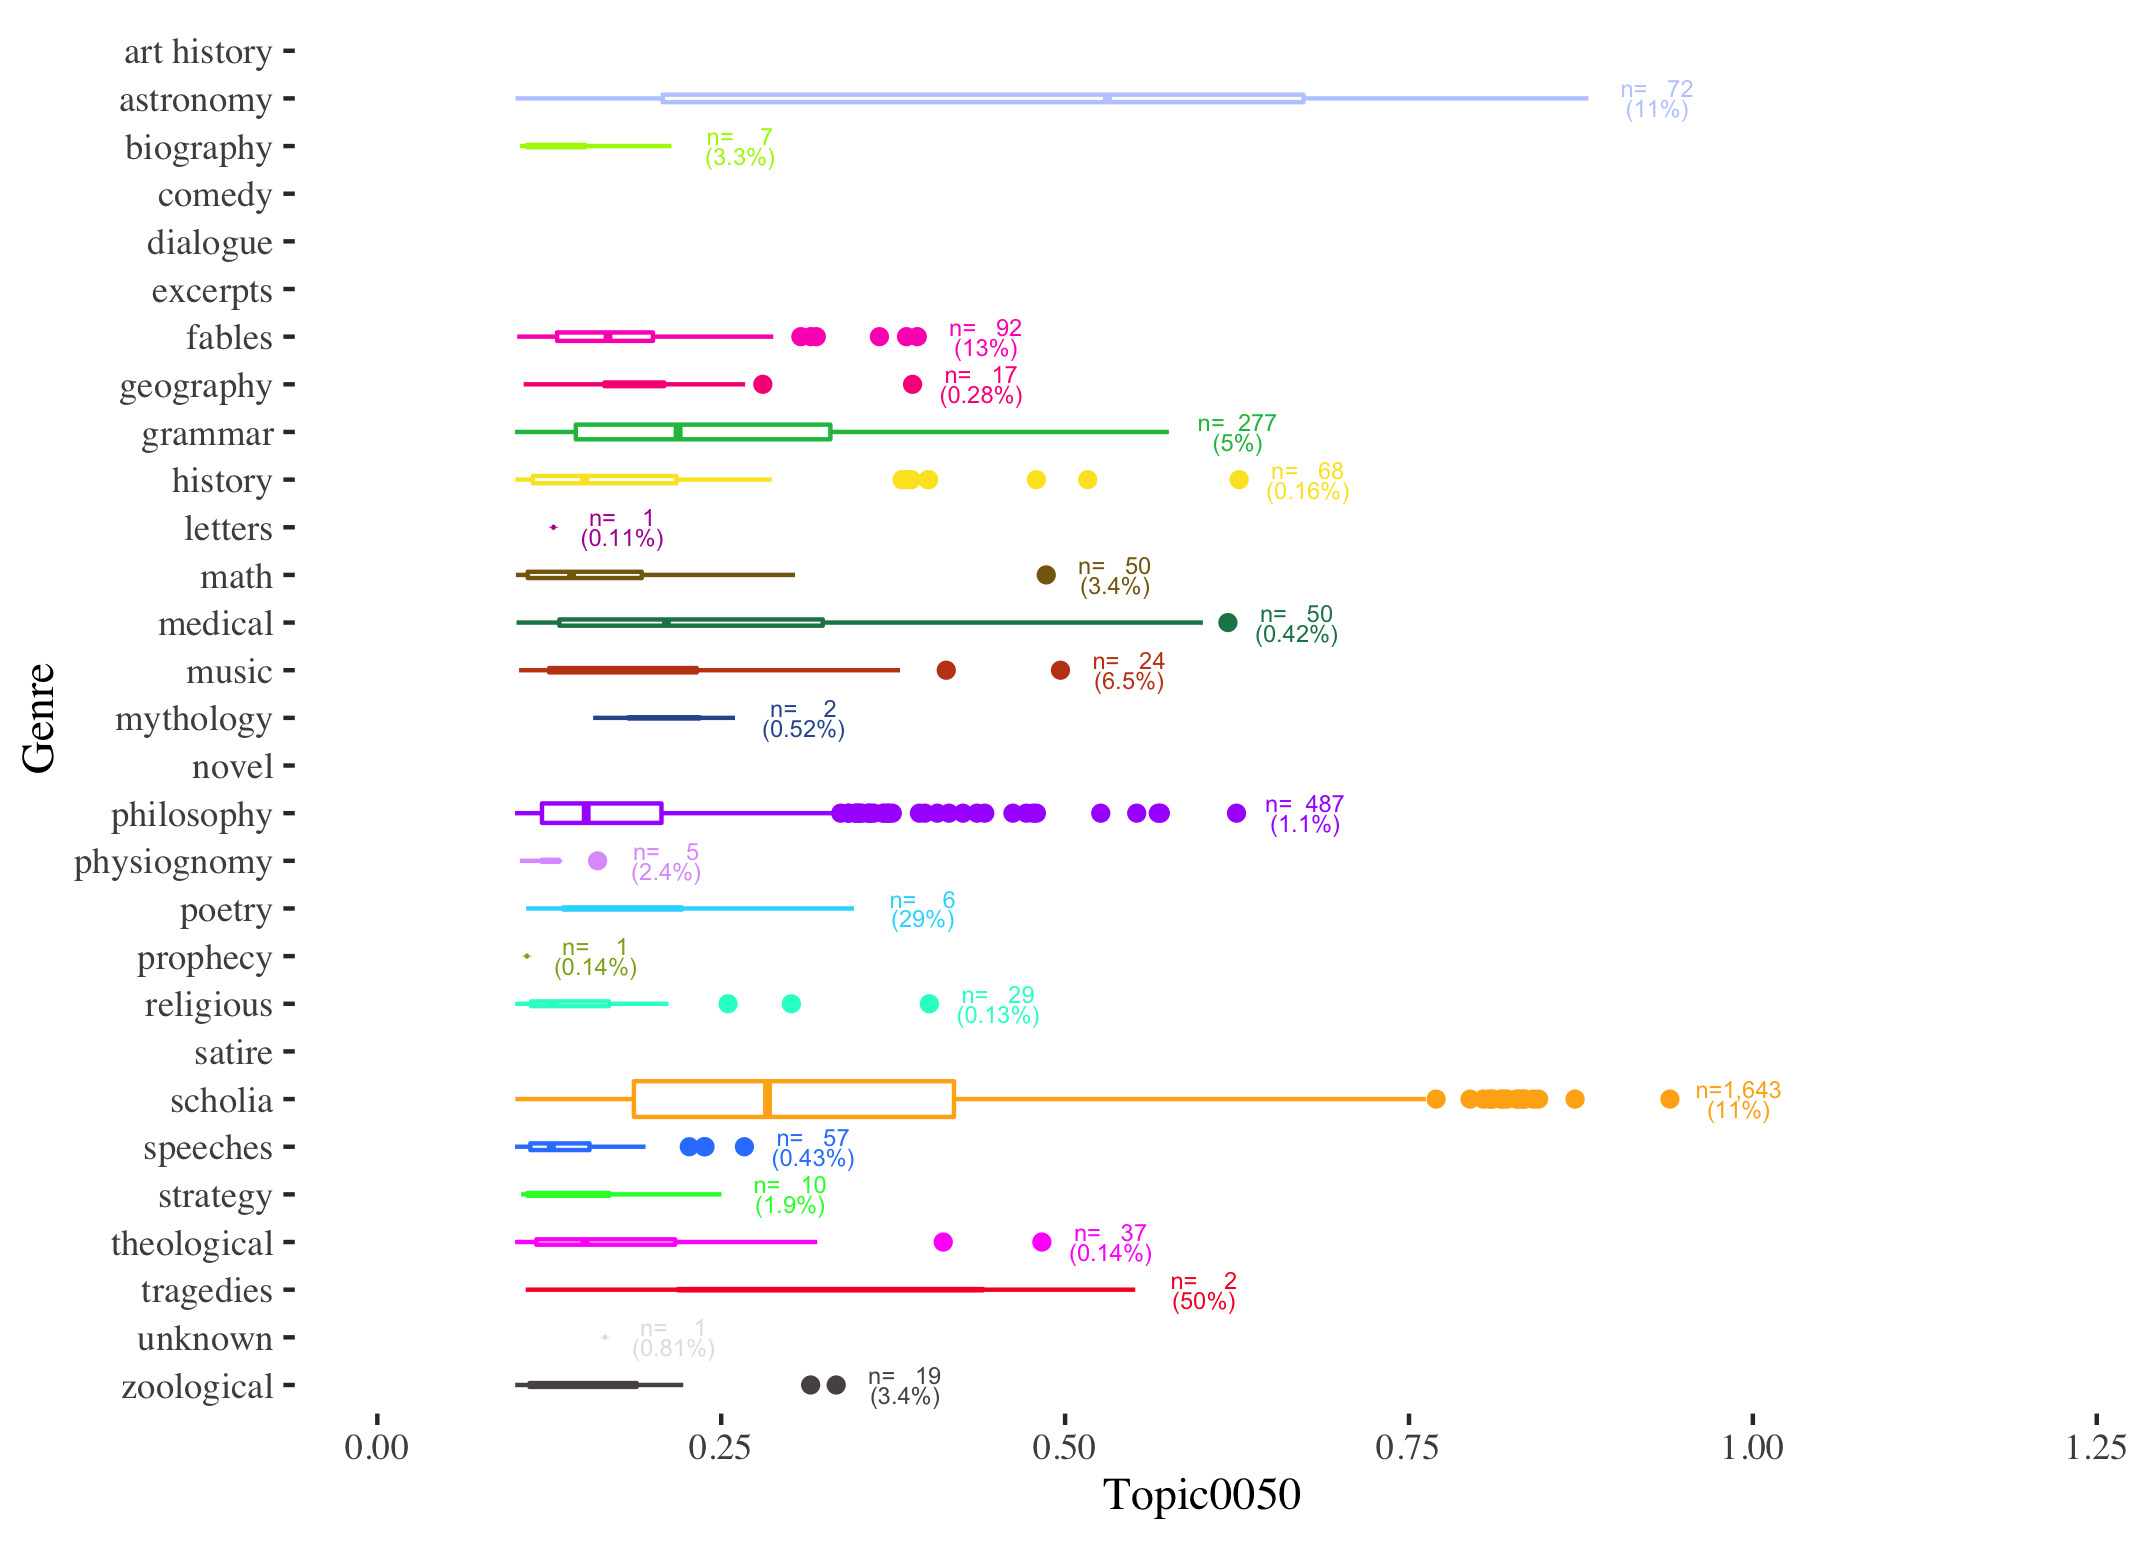 art history
astronomy
n= 72
(11%)
biography
n= 7
(3.3%)
comedy
dialogue
excerpts
fables
n= 92
(13%)
geography
n= 17
(0.28%)
grammar
n= 277
(5%)
history
n= 68
(0.16%)
letters
n= 1
(0.11%)
math
n= 50
(3.4%)
medical
n= 50
(0.42%)
music
n= 24
(6.5%)
mythology
n= 2
(0.52%)
novel
philosophy
n= 487
(1.1%)
physiognomy
n= 5
(2.4%)
poetry
n= 6
(29%)
prophecy
n= 1
(0.14%)
religious
n= 29
(0.13%)
satire
scholia
n=1,643
(11%)
speeches
n= 57
(0.43%)
strategy
n= 10
(1.9%)
theological
n= 37
(0.14%)
tragedies
n= 2
(50%)
unknown
n= 1
(0.81%)
zoological
n= 19
(3.4%)
Genre
0.00 0.25 0.50 0.75 1.00 1.25
Topic0050